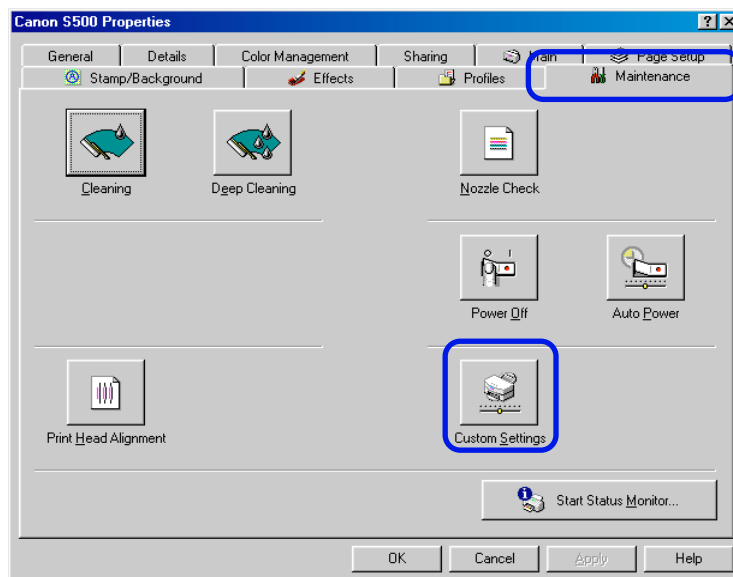 Canon S500 Properties
General Details Color Management Sharing Main Page Setup
Stamp/Background Effects Profiles Maintenance
Cleaning Deep Cleaning Nozzle Check
Power Off Auto Power
Print Head Alignment Custom Settings
Start Status Monitor...
OK Cancel Apply Help